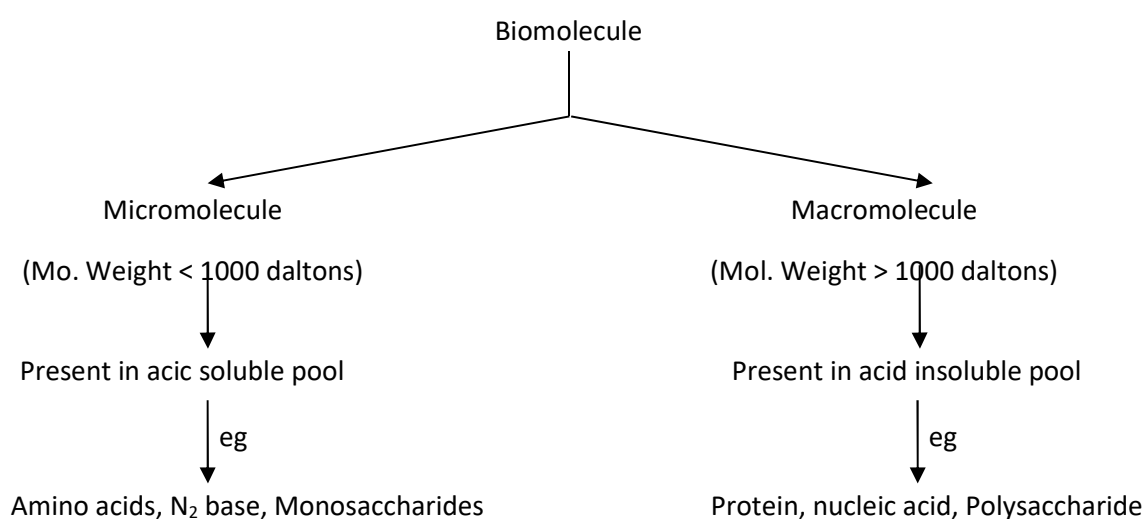 Biomolecule
Micromolecule
Macromolecule
(Mo. Weight < 1000 daltons)
(Mol. Weight > 1000 daltons)
Present in acic soluble pool
Present in acid insoluble pool
eg
eg
Amino acids, N₂ base, Monosaccharides
Protein, nucleic acid, Polysaccharide